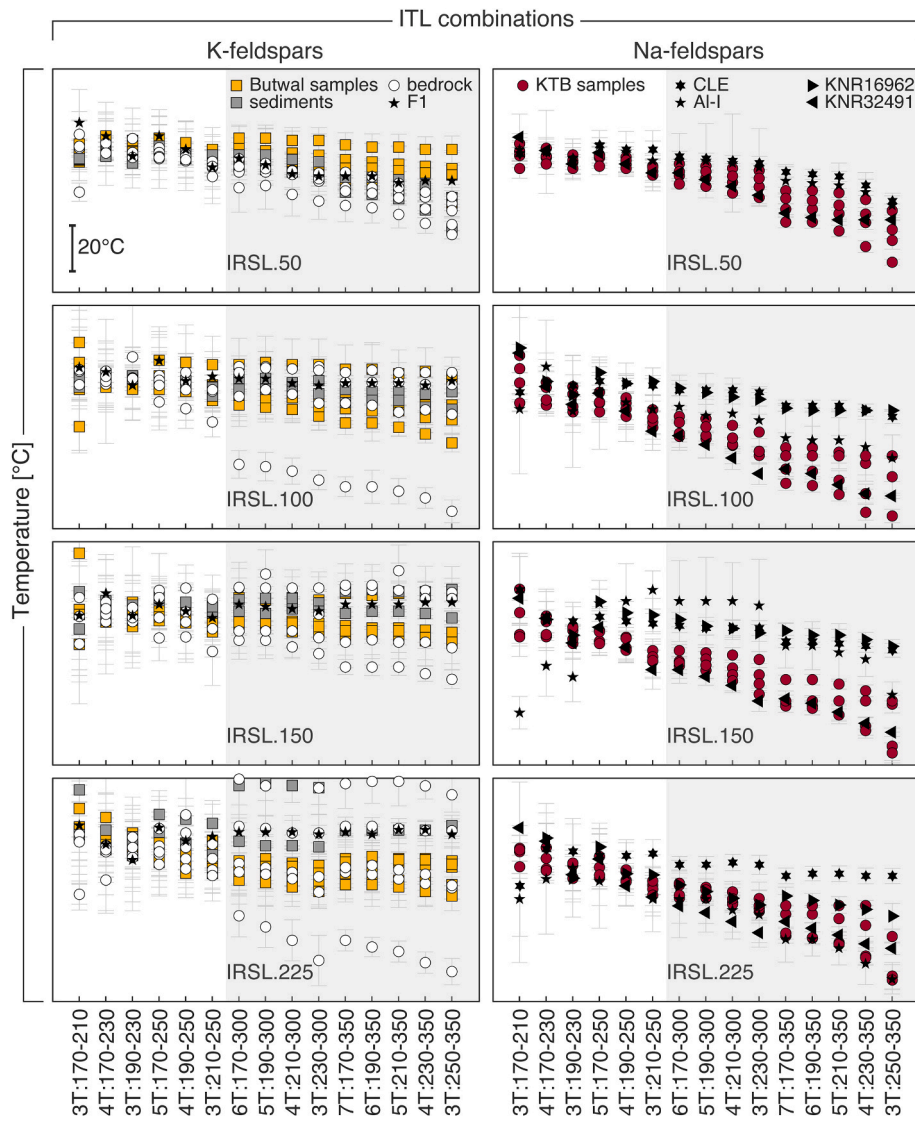 ITL combinations
K-feldspars
Na-feldspars
Butwal samples
bedrock
sediments
F1
KTB samples
CLE
KNR16962
Al-I
KNR32491
20°C
IRSL.50
IRSL.50
IRSL.100
IRSL.100
IRSL.150
IRSL.150
IRSL.225
IRSL.225
Temperature [°C]
3T:170-210
4T:170-230
3T:190-230
5T:170-250
4T:190-250
3T:210-250
6T:170-300
5T:190-300
4T:210-300
3T:230-300
7T:170-350
6T:190-350
5T:210-350
4T:230-350
3T:250-350
3T:170-210
4T:170-230
3T:190-230
5T:170-250
4T:190-250
3T:210-250
6T:170-300
5T:190-300
4T:210-300
3T:230-300
7T:170-350
6T:190-350
5T:210-350
4T:230-350
3T:250-350